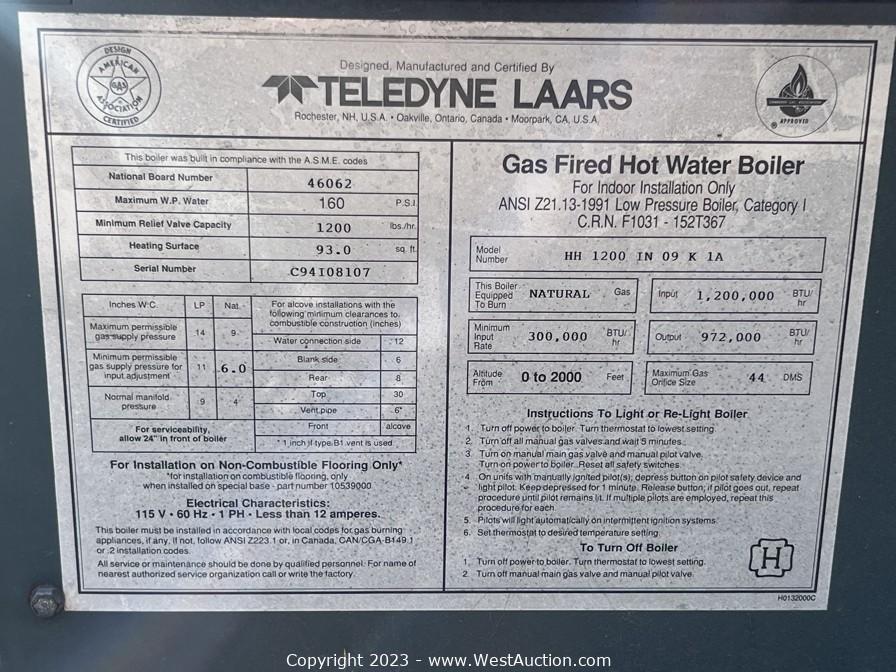 DESIGN
AMERICAN
GAS
ASSOCIATION
CERTIFIED
Designed, Manufactured and Certified By
TELEDYNE LAARS
Rochester, NH, U.S.A. • Oakville, Ontario, Canada • Moorpark, CA, U.S.A.
® APPROVED
This boiler was built in compliance with the A.S.M.E. codes
National Board Number 46062
Maximum W.P. Water 160 P.S.I.
Minimum Relief Valve Capacity 1200 lbs./hr.
Heating Surface 93.0 sq. ft.
Serial Number C94I08107
Inches W.C. LP Nat.
Maximum permissible gas supply pressure 14 9
Minimum permissible gas supply pressure for input adjustment 11 6.0
Normal manifold pressure 9 4
For serviceability,
allow 24" in front of boiler
For alcove installations with the
following minimum clearances to
combustible construction (inches)
Water connection side 12
Blank side 6
Rear 8
Top 30
Vent pipe 6*
Front alcove
* 1 inch if type B1 vent is used
For Installation on Non-Combustible Flooring Only*
*for installation on combustible flooring, only
when installed on special base - part number 10539000
Electrical Characteristics:
115 V • 60 Hz • 1 PH • Less than 12 amperes.
This boiler must be installed in accordance with local codes for gas burning
appliances, if any. If not, follow ANSI Z223.1 or, in Canada, CAN/CGA-B149.1
or .2 installation codes.
All service or maintenance should be done by qualified personnel. For name of
nearest authorized service organization call or write the factory.
Gas Fired Hot Water Boiler
For Indoor Installation Only
ANSI Z21.13-1991 Low Pressure Boiler, Category I
C.R.N. F1031 - 152T367
Model Number HH 1200 IN 09 K 1A
This Boiler Equipped To Burn NATURAL Gas
Input 1,200,000 BTU/hr
Minimum Input Rate 300,000 BTU/hr
Output 972,000 BTU/hr
Altitude From 0 to 2000 Feet
Maximum Gas Orifice Size 44 DMS
Instructions To Light or Re-Light Boiler
1. Turn off power to boiler. Turn thermostat to lowest setting.
2. Turn off all manual gas valves and wait 5 minutes.
3. Turn on manual main gas valve and manual pilot valve.
Turn on power to boiler. Reset all safety switches.
4. On units with manually ignited pilot(s), depress button on pilot safety device and
light pilot. Keep depressed for 1 minute. Release button; if pilot goes out, repeat
procedure until pilot remains lit. If multiple pilots are employed, repeat this
procedure for each.
5. Pilots will light automatically on intermittent ignition systems.
6. Set thermostat to desired temperature setting.
To Turn Off Boiler
1. Turn off power to boiler. Turn thermostat to lowest setting.
2. Turn off manual main gas valve and manual pilot valve.
H
H0132000C
Copyright 2023 - www.WestAuction.com